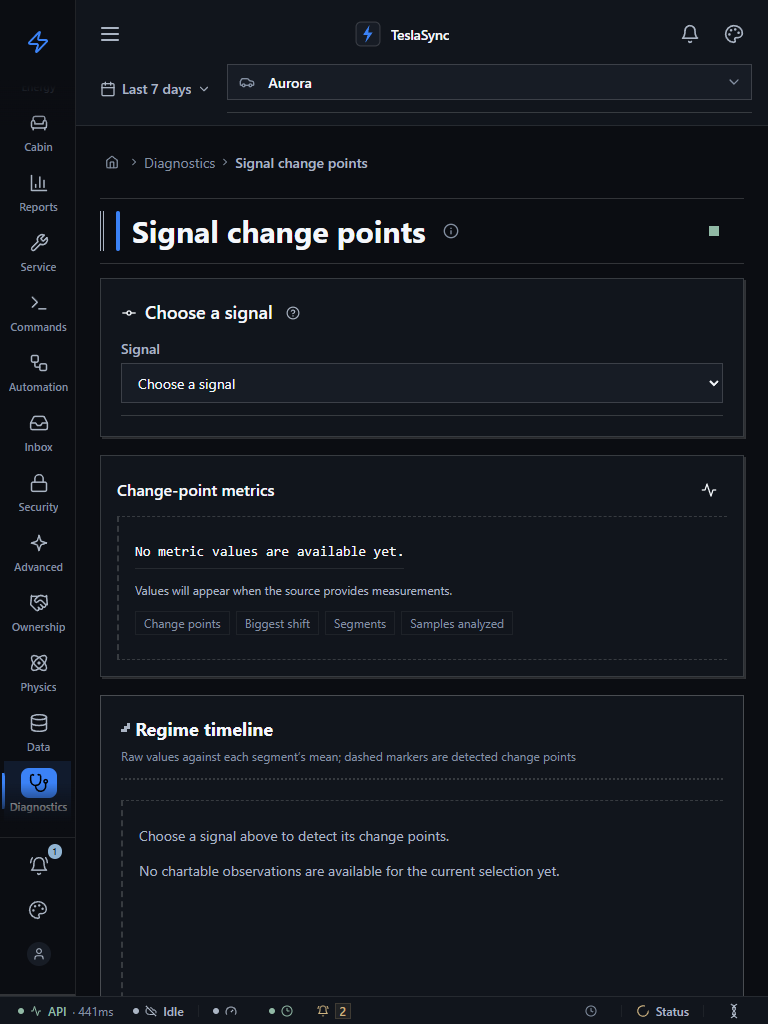 TeslaSync
Last 7 days
Aurora
Energy
Cabin
Reports
Service
Commands
Automation
Inbox
Security
Advanced
Ownership
Physics
Data
Diagnostics
1
Diagnostics
Signal change points
Signal change points
Choose a signal
Signal
Choose a signal
Change-point metrics
No metric values are available yet.
Values will appear when the source provides measurements.
Change points
Biggest shift
Segments
Samples analyzed
Regime timeline
Raw values against each segment's mean; dashed markers are detected change points
Choose a signal above to detect its change points.
No chartable observations are available for the current selection yet.
API · 441ms
Idle
2
Status